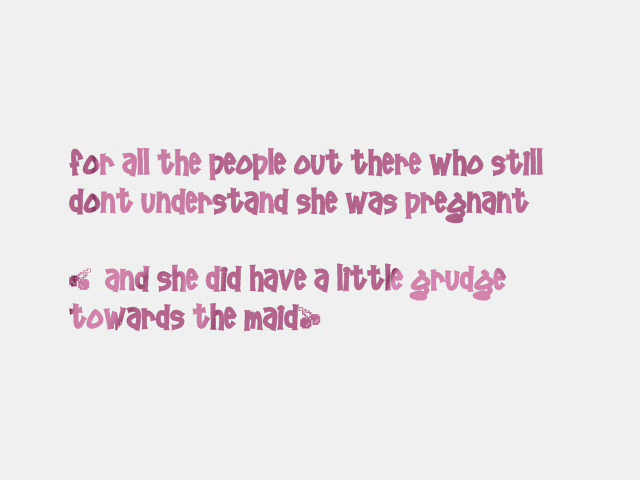 for all the people out there who still
dont understand she was pregnant
and she did have a little grudge
towards the maid